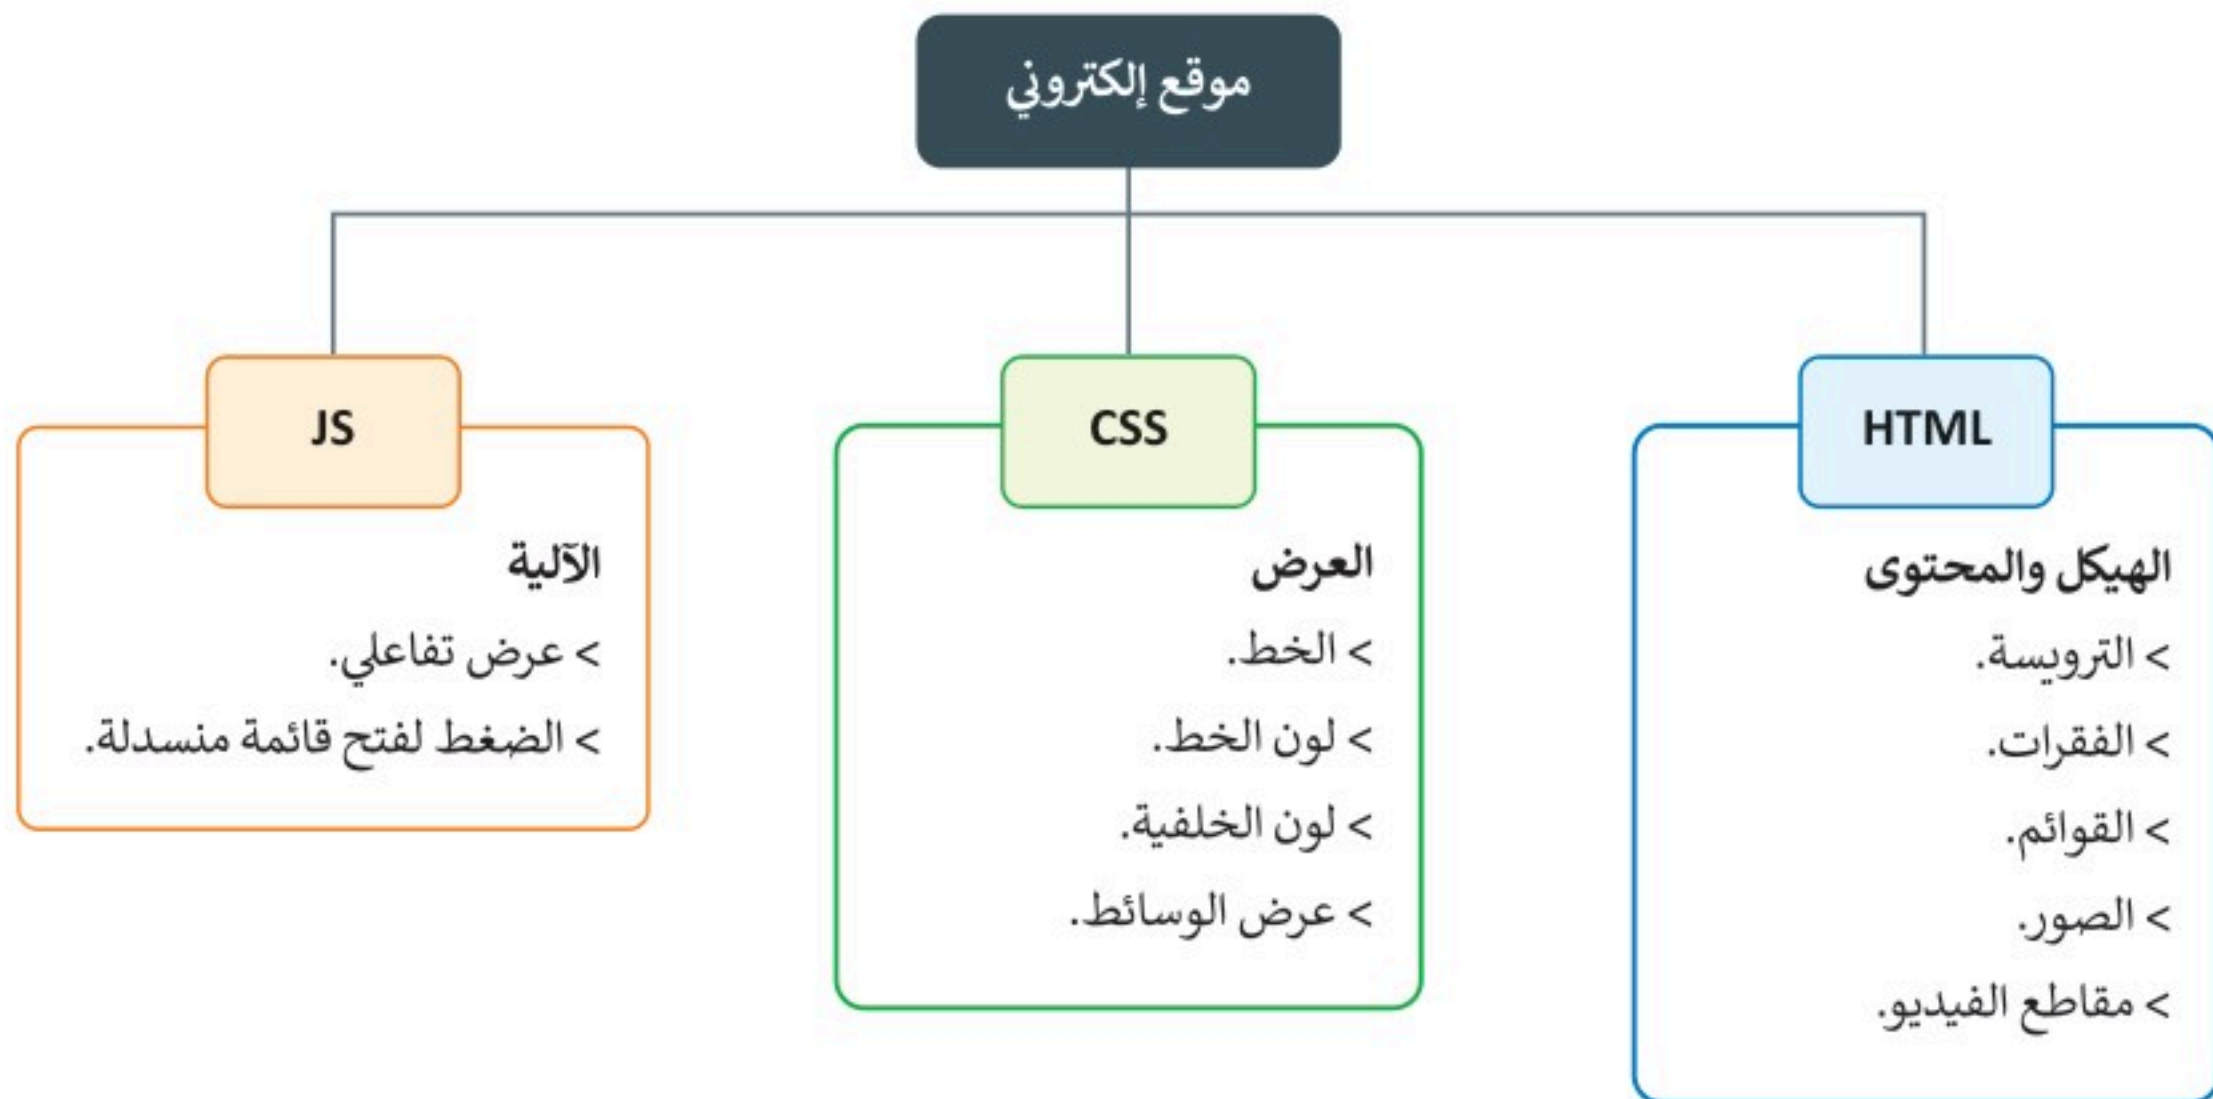 موقع إلكتروني
HTML
الهيكل والمحتوى
> الترويسة.
> الفقرات.
> القوائم.
> الصور.
> مقاطع الفيديو.
CSS
العرض
> الخط.
> لون الخط.
> لون الخلفية.
> عرض الوسائط.
JS
الآلية
> عرض تفاعلي.
> الضغط لفتح قائمة منسدلة.